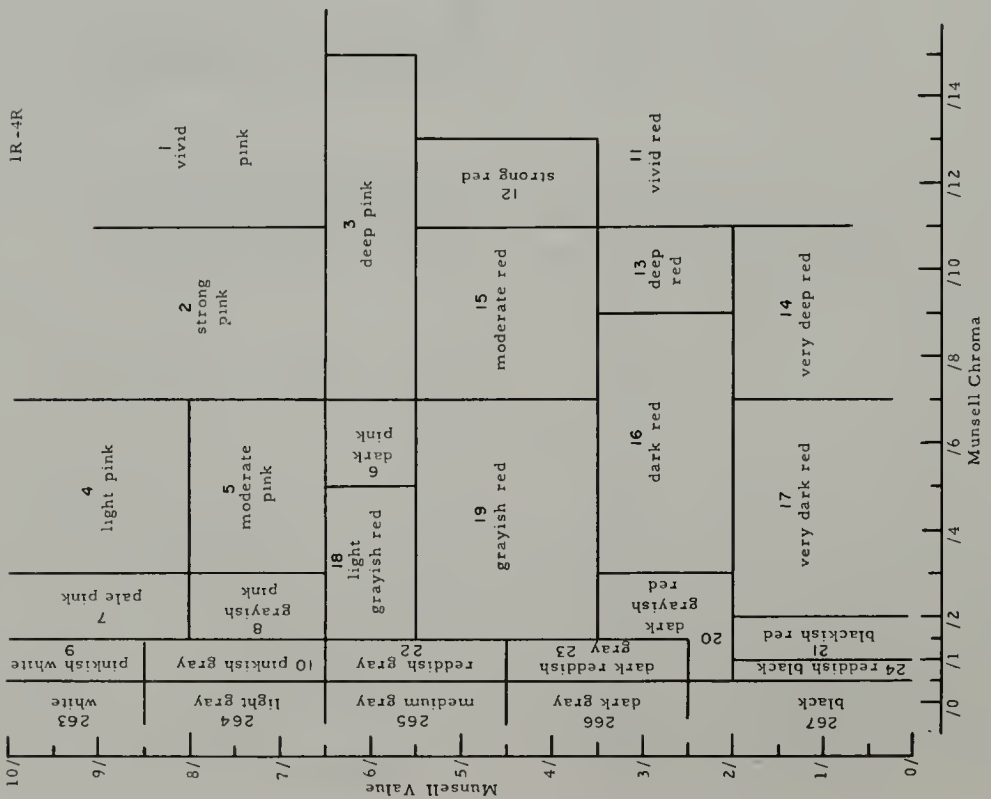 1R-4R
1
vivid
pink
2
strong
pink
3
deep pink
4
light pink
5
moderate
pink
6
dark
pink
7
pale pink
8
grayish
pink
9
pinkish white
10 pinkish gray
11
vivid red
12
strong red
13
deep
red
14
very deep red
15
moderate red
16
dark red
17
very dark red
18
light
grayish red
19
grayish red
20
dark
grayish
red
21
blackish red
22
reddish gray
dark reddish
gray 23
24 reddish black
263
white
264
light gray
265
medium gray
266
dark gray
267
black
Munsell Value
10/
9/
8/
7/
6/
5/
4/
3/
2/
1/
0/
/0
/1
/2
/4
/6
/8
/10
/12
/14
Munsell Chroma